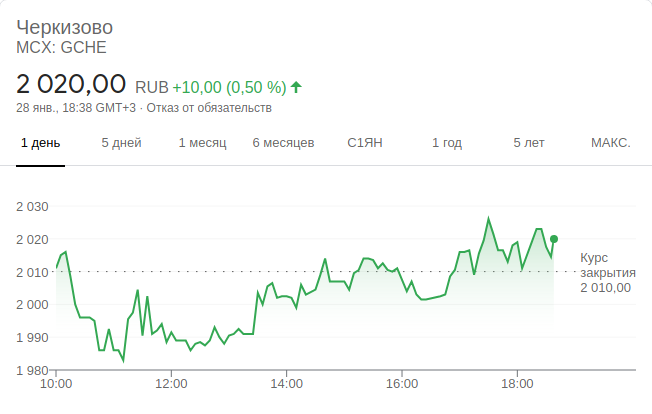 Черкизово
MCX: GCHE
2 020,00 RUB +10,00 (0,50 %)
28 янв., 18:38 GMT+3 · Отказ от обязательств
1 день 5 дней 1 месяц 6 месяцев С1ЯН 1 год 5 лет МАКС.
2 030
2 020
2 010
2 000
1 990
1 980
Курс
закрытия
2 010,00
10:00 12:00 14:00 16:00 18:00